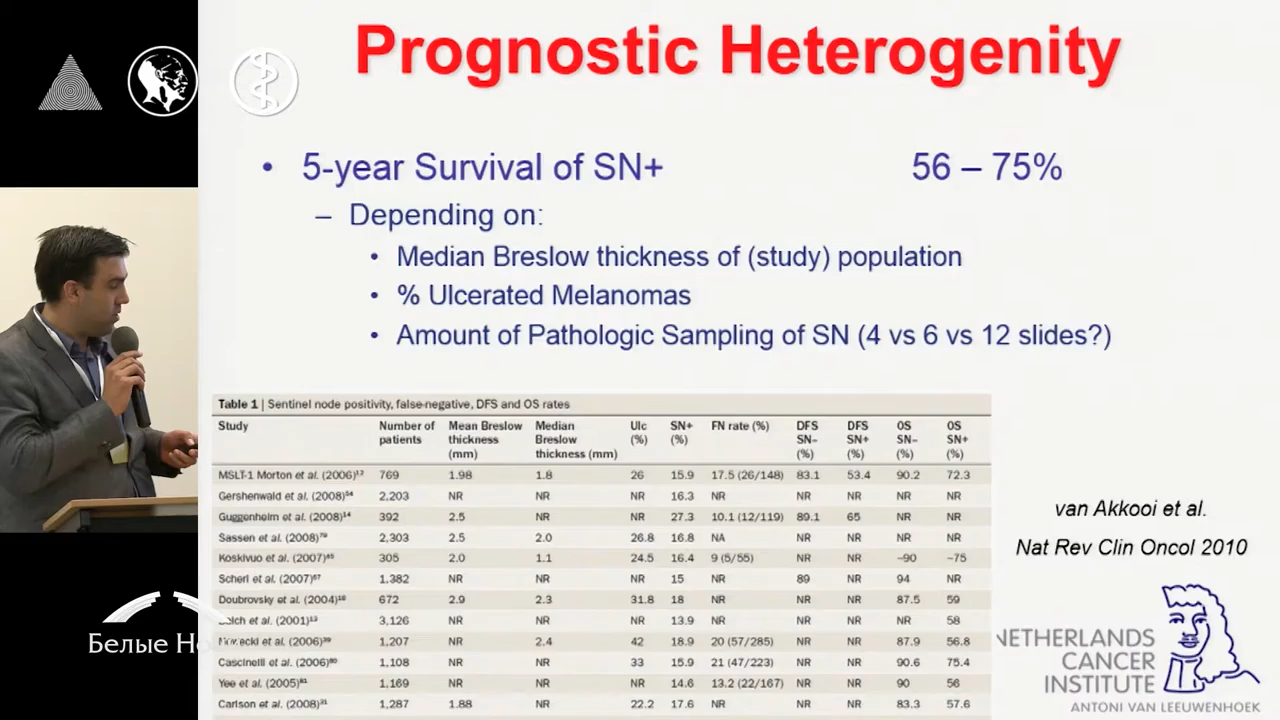 Prognostic Heterogenity
• 5-year Survival of SN+ 56 – 75%
– Depending on:
• Median Breslow thickness of (study) population
• % Ulcerated Melanomas
• Amount of Pathologic Sampling of SN (4 vs 6 vs 12 slides?)
Table 1 | Sentinel node positivity, false-negative, DFS and OS rates
Study Number of patients Mean Breslow thickness (mm) Median Breslow thickness (mm) Ulc (%) SN+ (%) FN rate (%) DFS SN– (%) DFS SN+ (%) OS SN– (%) OS SN+ (%)
MSLT-1 Morton et al. (2006) 769 1.98 1.8 26 15.9 17.5 (26/148) 83.1 53.4 90.2 72.3
Gershenwald et al. (2008) 2,203 NR NR NR 16.3 NR NR NR NR NR
Guggenheim et al. (2008)¹⁴ 392 2.5 NR NR 27.3 10.1 (12/119) 89.1 65 NR NR
Sassen et al. (2008) 2,303 2.5 2.0 26.8 16.8 NA NR NR NR NR
Koskivuo et al. (2007) 305 2.0 1.1 24.5 16.4 9 (5/55) NR NR ~90 ~75
Scheri et al. (2007) 1,382 NR NR NR 15 NR 89 NR 94 NR
Doubrovsky et al. (2004) 672 2.9 2.3 31.8 18 NR NR NR 87.5 59
et al. (2001) 3,126 NR NR NR 13.9 NR NR NR NR 58
et al. (2006) 1,207 NR 2.4 42 18.9 20 (57/285) NR NR 87.9 56.8
Cascinelli et al. (2006) 1,108 NR NR 33 15.9 21 (47/223) NR NR 90.6 75.4
Yee et al. (2005) 1,169 NR NR NR 14.6 13.2 (22/167) NR NR 90 56
Carlson et al. (2008) 1,287 1.88 NR 22.2 17.6 NR NR NR 83.3 57.6
van Akkooi et al.
Nat Rev Clin Oncol 2010
Белые
NETHERLANDS
CANCER
INSTITUTE
ANTONI VAN LEEUWENHOEK